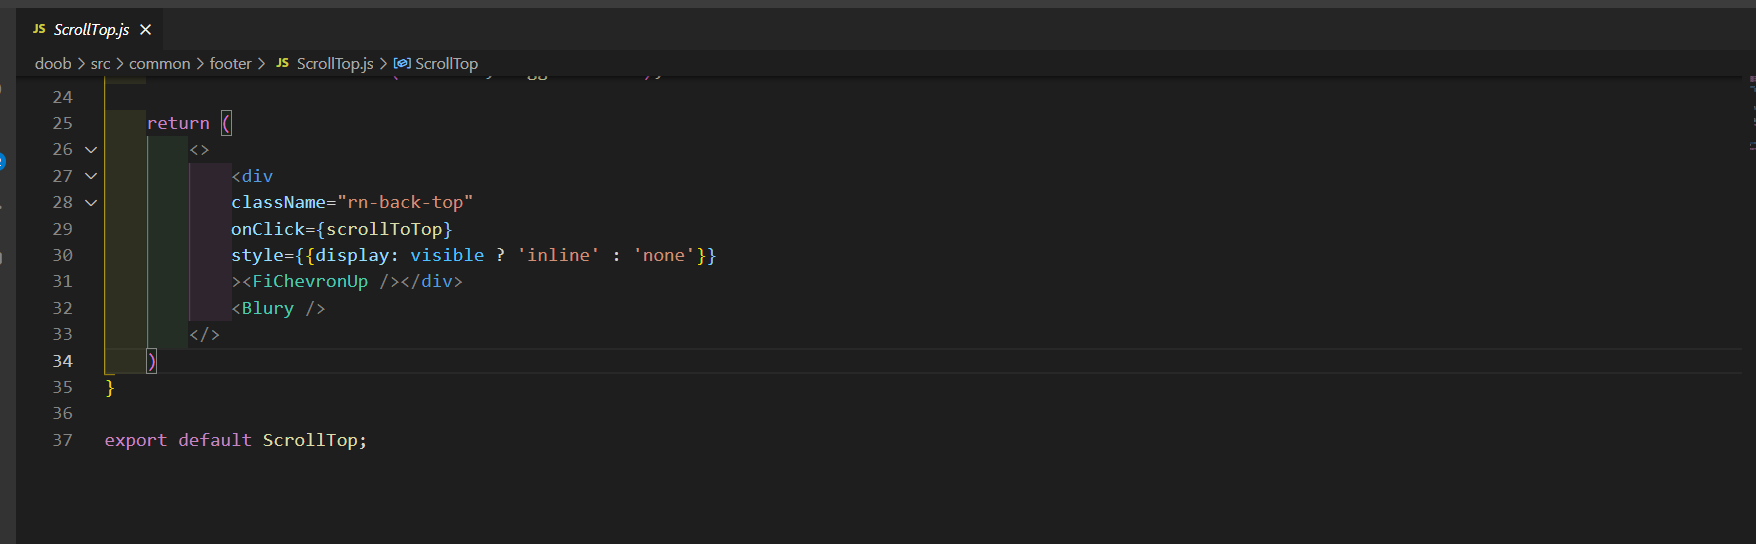 JS ScrollTop.js ×
doob > src > common > footer > JS ScrollTop.js > ScrollTop
24
25 return (
26 <>
27 <div
28 className="rn-back-top"
29 onClick={scrollToTop}
30 style={{display: visible ? 'inline' : 'none'}}
31 ><FiChevronUp /></div>
32 <Blury />
33 </>
34 )
35 }
36
37 export default ScrollTop;